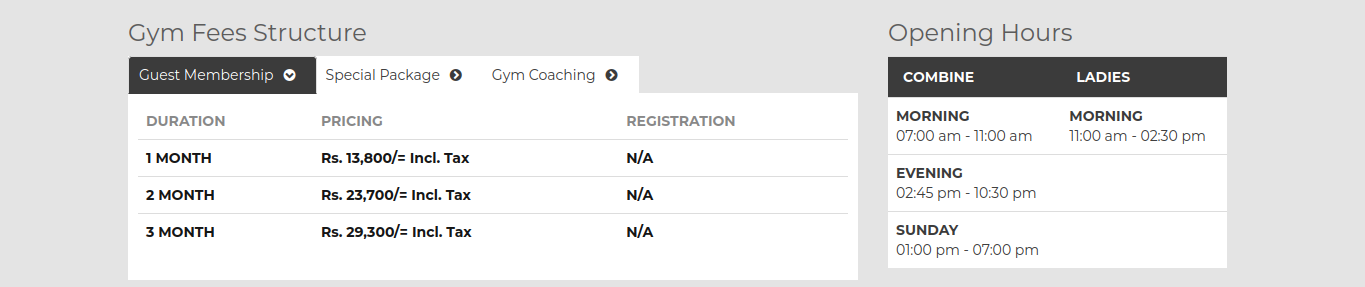 Gym Fees Structure
Guest Membership Special Package Gym Coaching
DURATION PRICING REGISTRATION
1 MONTH Rs. 13,800/= Incl. Tax N/A
2 MONTH Rs. 23,700/= Incl. Tax N/A
3 MONTH Rs. 29,300/= Incl. Tax N/A
Opening Hours
COMBINE LADIES
MORNING MORNING
07:00 am - 11:00 am 11:00 am - 02:30 pm
EVENING
02:45 pm - 10:30 pm
SUNDAY
01:00 pm - 07:00 pm